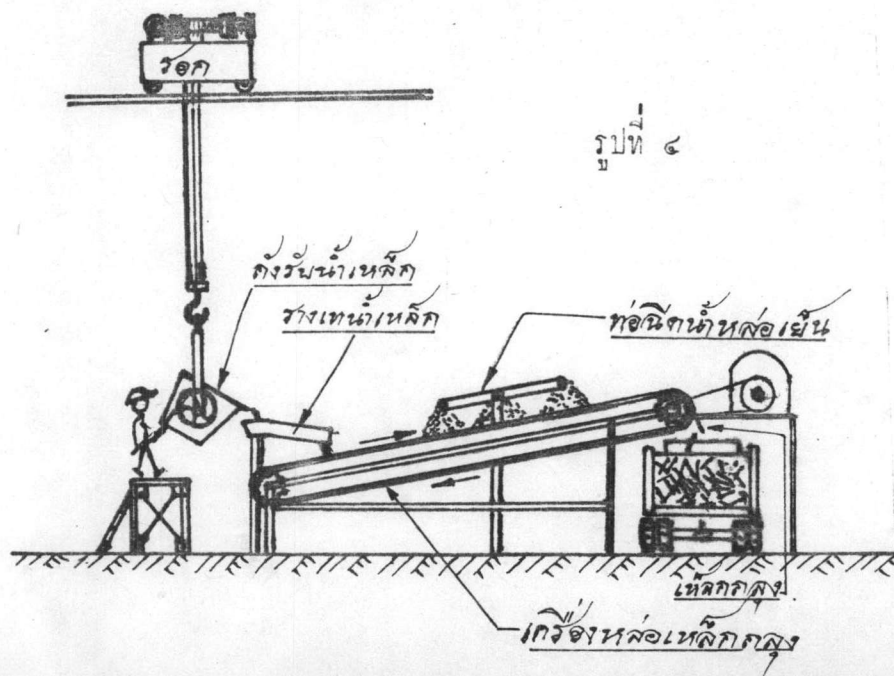 รอก
รูปที่ ๔
ถังรับน้ำเหล็ก
รางเทน้ำเหล็ก
ท่อฉีดน้ำหล่อเย็น
เหล็กถลุง
เครื่องหล่อเหล็กถลุง